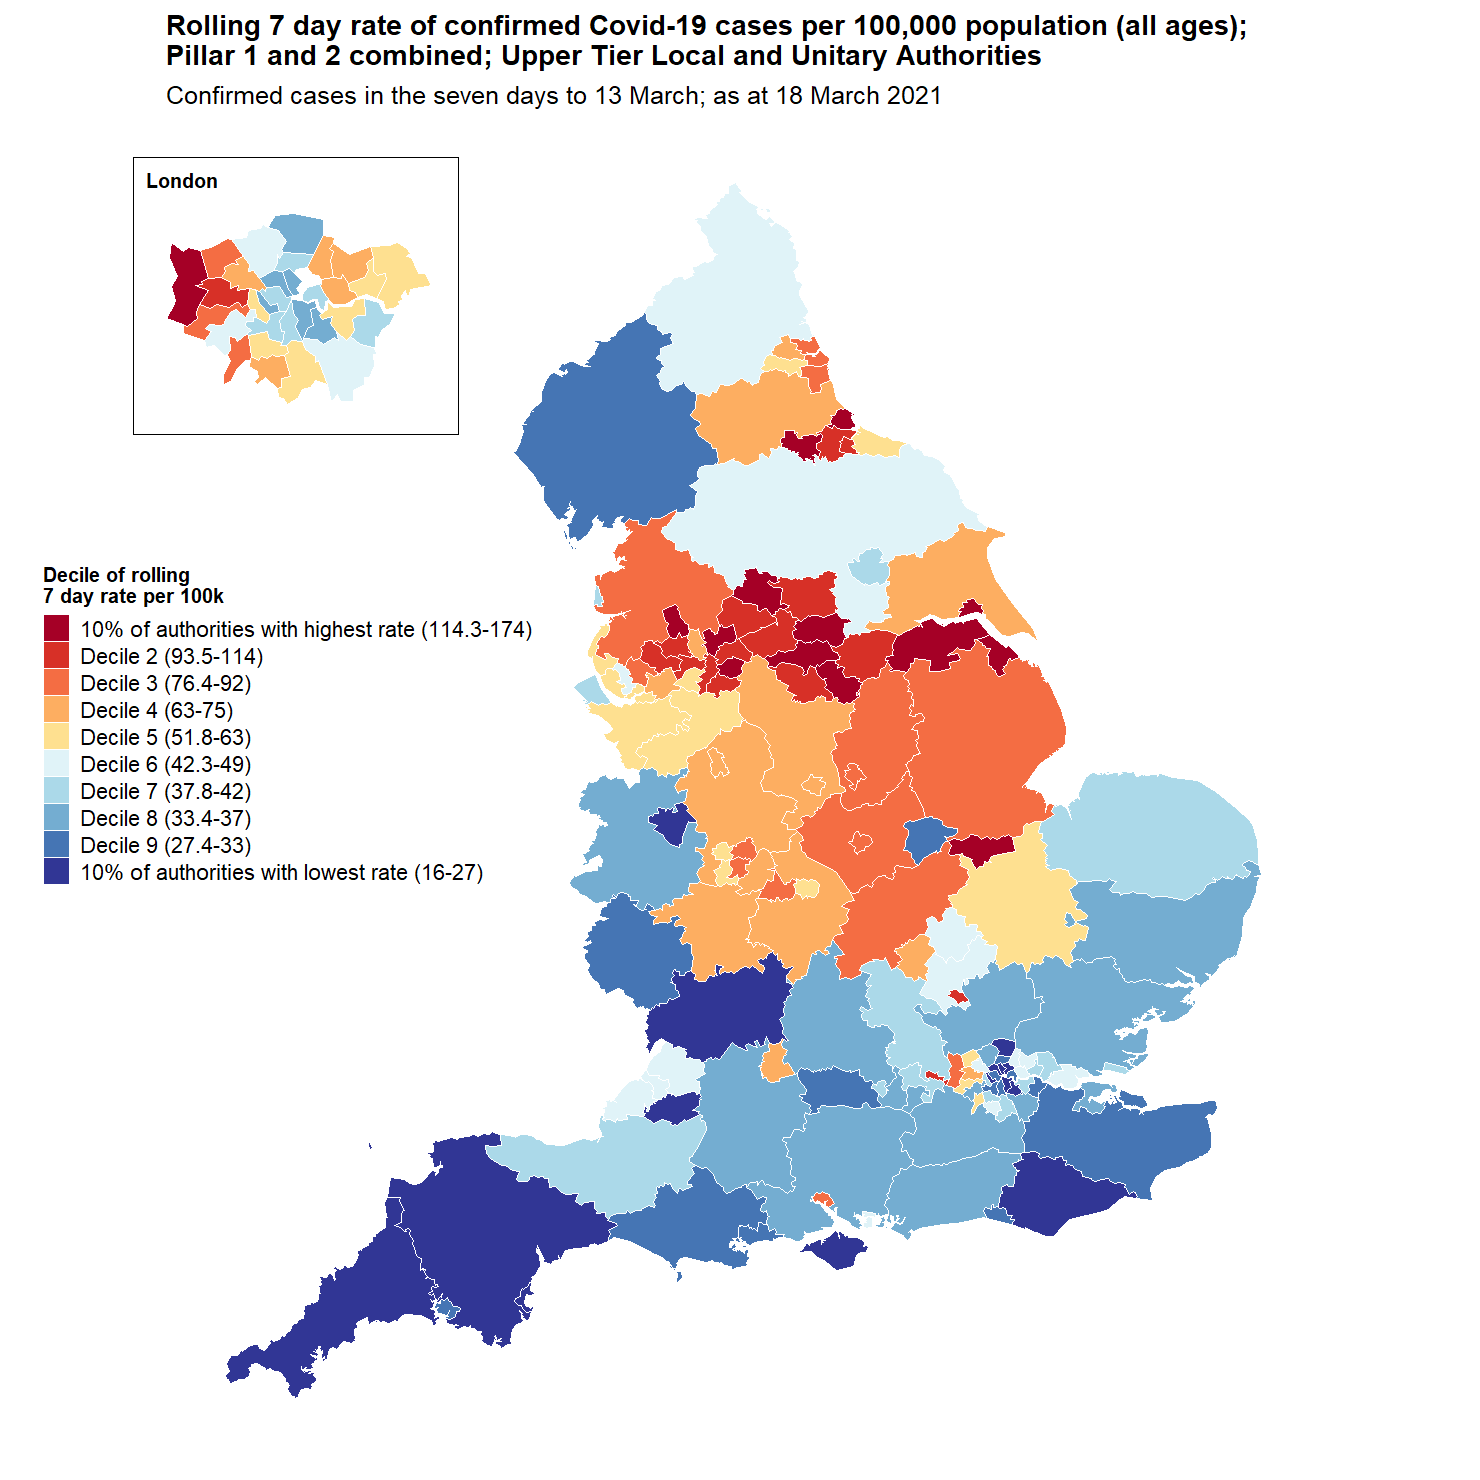 Rolling 7 day rate of confirmed Covid-19 cases per 100,000 population (all ages);
Pillar 1 and 2 combined; Upper Tier Local and Unitary Authorities
Confirmed cases in the seven days to 13 March; as at 18 March 2021
London
Decile of rolling
7 day rate per 100k
10% of authorities with highest rate (114.3-174)
Decile 2 (93.5-114)
Decile 3 (76.4-92)
Decile 4 (63-75)
Decile 5 (51.8-63)
Decile 6 (42.3-49)
Decile 7 (37.8-42)
Decile 8 (33.4-37)
Decile 9 (27.4-33)
10% of authorities with lowest rate (16-27)